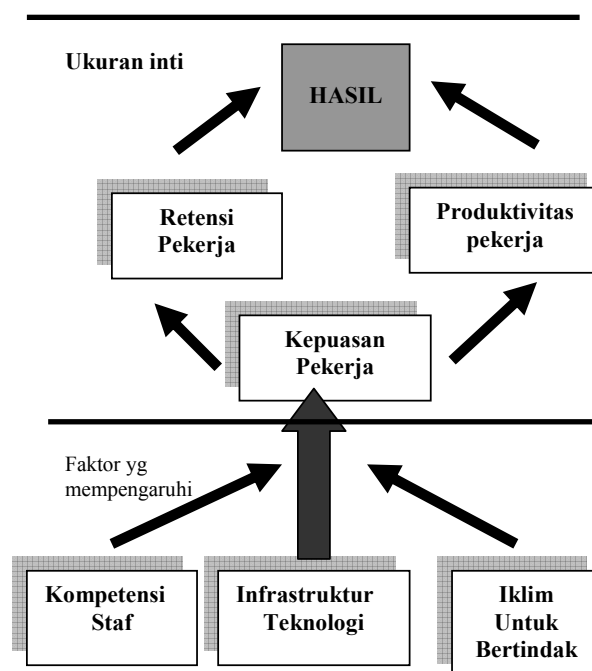 Ukuran inti
HASIL
Retensi
Pekerja
Produktivitas
pekerja
Kepuasan
Pekerja
Faktor yg
mempengaruhi
Kompetensi
Staf
Infrastruktur
Teknologi
Iklim
Untuk
Bertindak